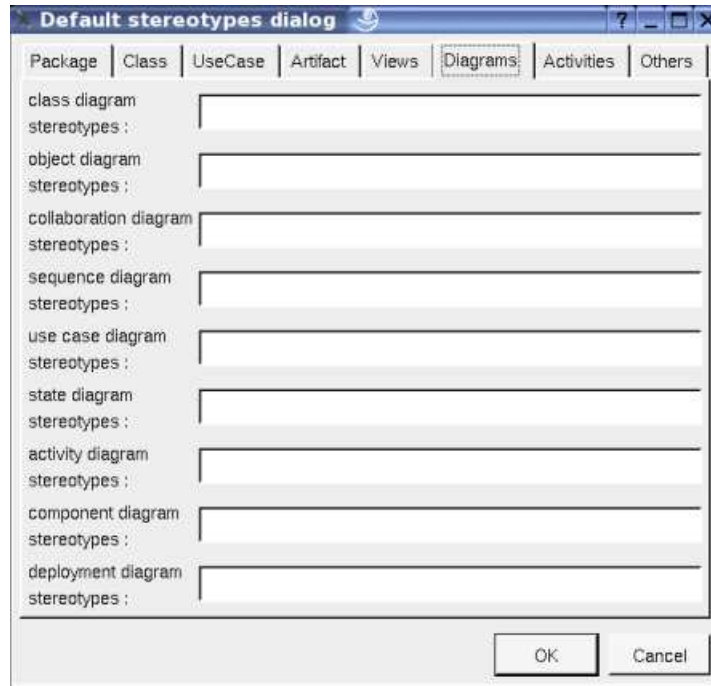 Default stereotypes dialog ? _ X
Package Class UseCase Artifact Views Diagrams Activities Others
class diagram
stereotypes :
object diagram
stereotypes :
collaboration diagram
stereotypes :
sequence diagram
stereotypes :
use case diagram
stereotypes :
state diagram
stereotypes :
activity diagram
stereotypes :
component diagram
stereotypes :
deployment diagram
stereotypes :
OK Cancel